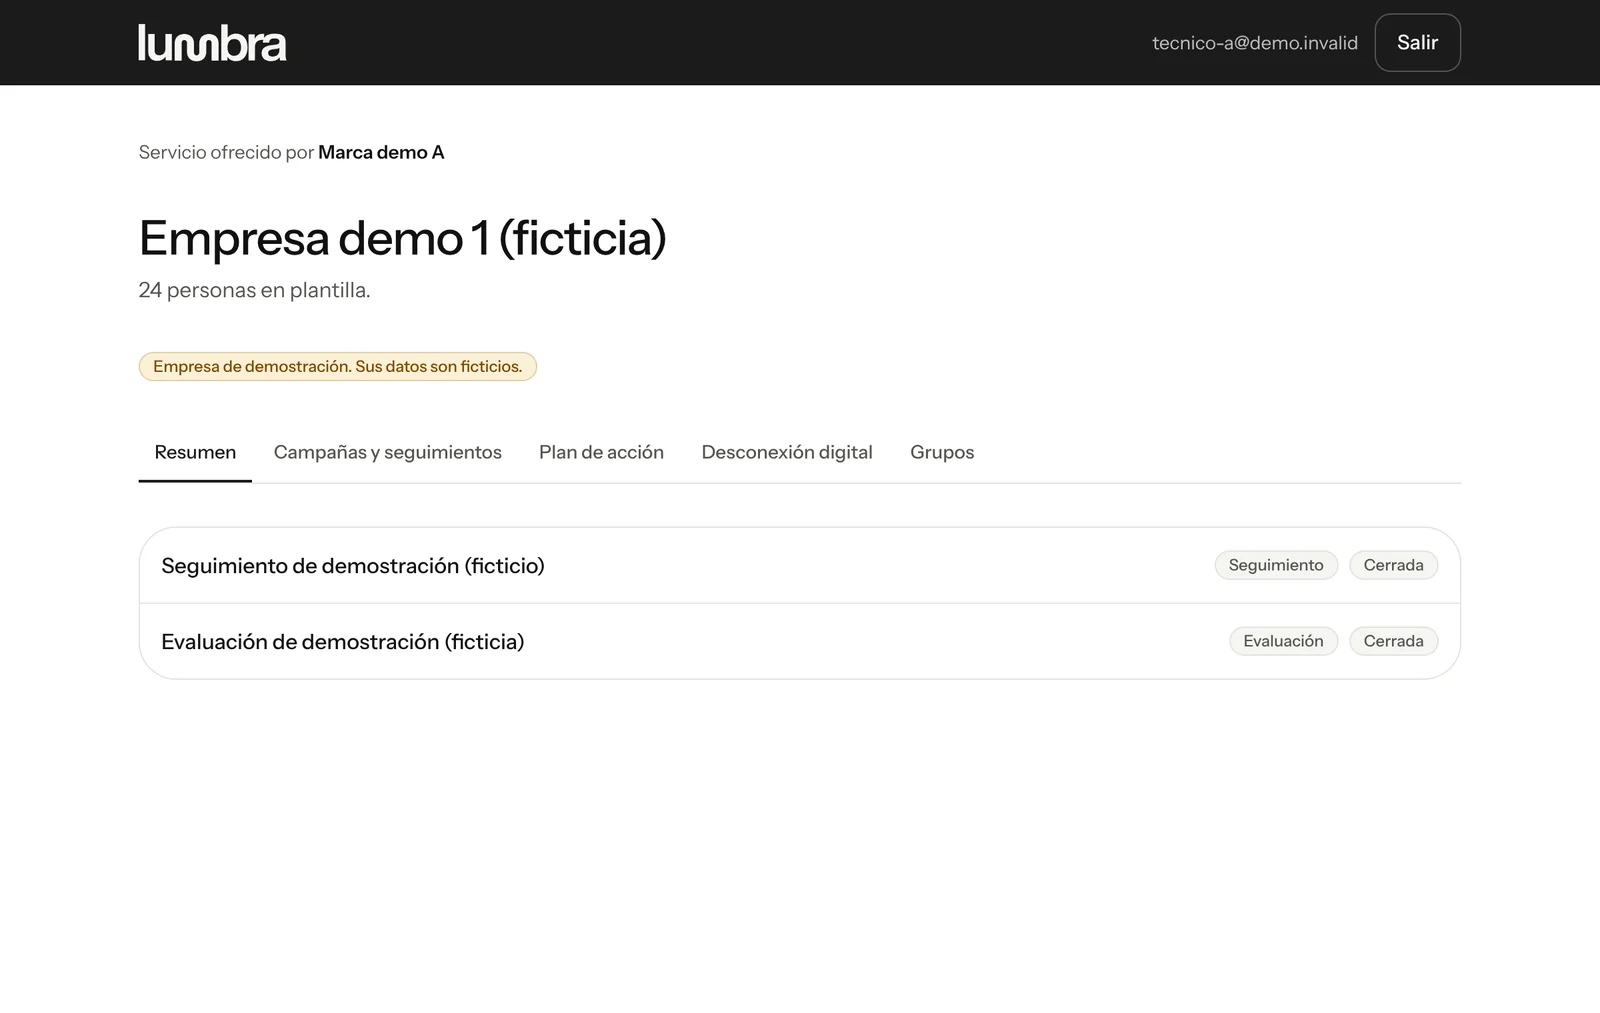 lummbra
tecnico-a@demo.invalid
Salir
Servicio ofrecido por Marca demo A
Empresa demo 1 (ficticia)
24 personas en plantilla.
Empresa de demostración. Sus datos son ficticios.
Resumen Campañas y seguimientos Plan de acción Desconexión digital Grupos
Seguimiento de demostración (ficticio) Seguimiento Cerrada
Evaluación de demostración (ficticia) Evaluación Cerrada